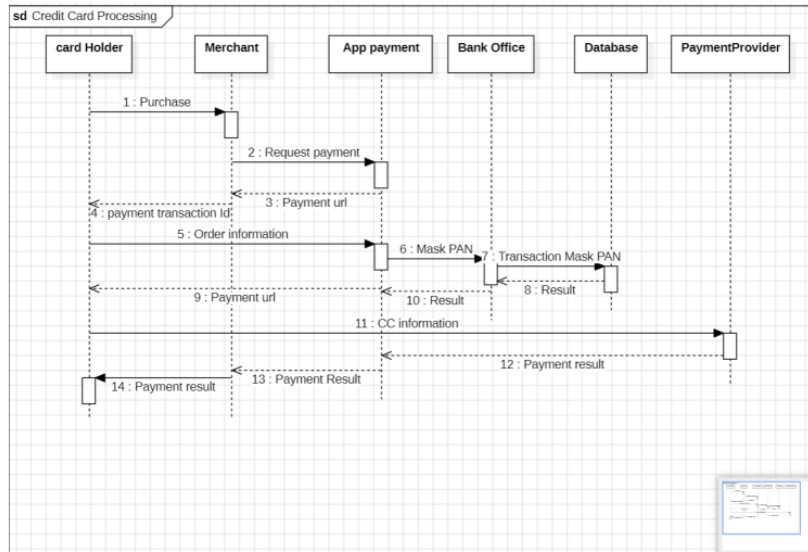 sd Credit Card Processing
card Holder
Merchant
App payment
Bank Office
Database
PaymentProvider
1 : Purchase
2 : Request payment
3 : Payment url
4 : payment transaction Id
5 : Order information
6 : Mask PAN
7 : Transaction Mask PAN
8 : Result
9 : Payment url
10 : Result
11 : CC information
12 : Payment result
13 : Payment Result
14 : Payment result